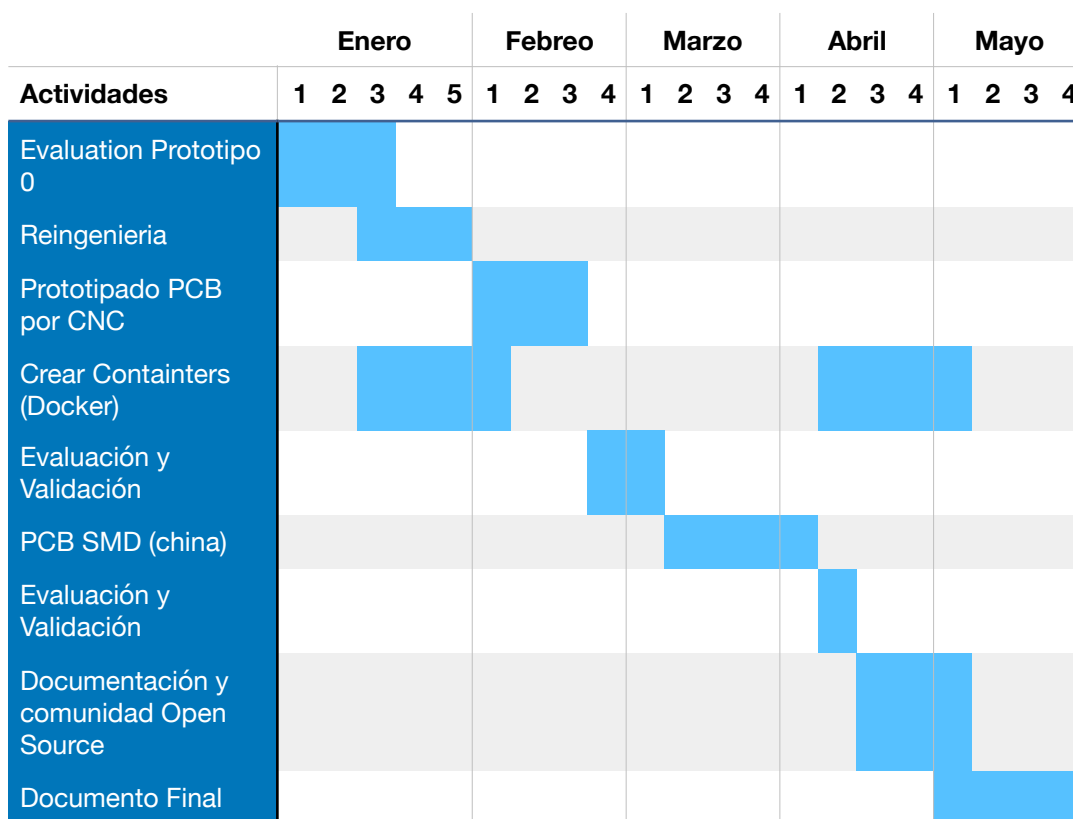 Enero Febreo Marzo Abril Mayo
Actividades 1 2 3 4 5 1 2 3 4 1 2 3 4 1 2 3 4 1 2 3 4
Evaluation Prototipo
0
Reingenieria
Prototipado PCB
por CNC
Crear Containters
(Docker)
Evaluación y
Validación
PCB SMD (china)
Evaluación y
Validación
Documentación y
comunidad Open
Source
Documento Final